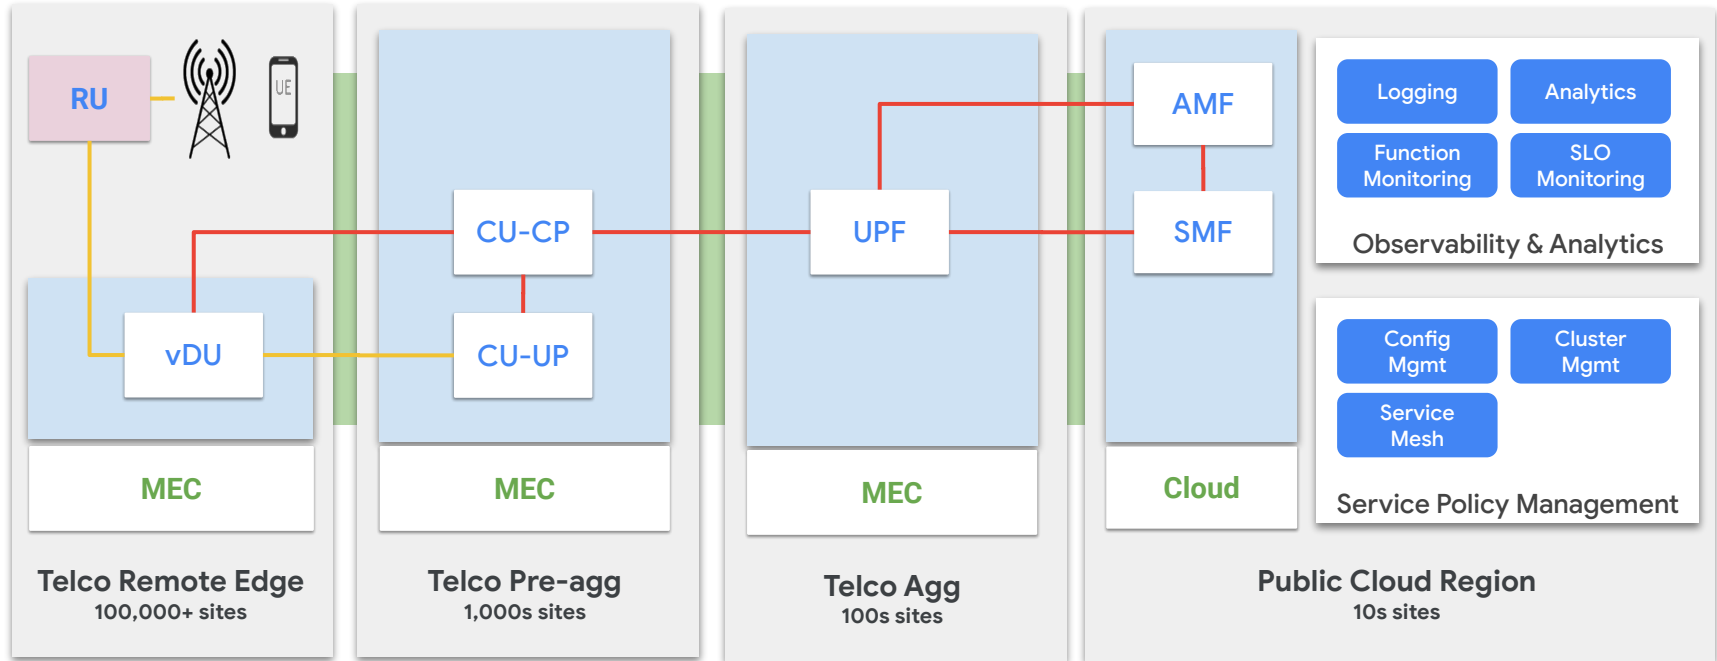 RU
UE
vDU
MEC
Telco Remote Edge
100,000+ sites
CU-CP
CU-UP
MEC
Telco Pre-agg
1,000s sites
UPF
MEC
Telco Agg
100s sites
AMF
SMF
Cloud
Logging
Analytics
Function
Monitoring
SLO
Monitoring
Observability & Analytics
Config
Mgmt
Cluster
Mgmt
Service
Mesh
Service Policy Management
Public Cloud Region
10s sites